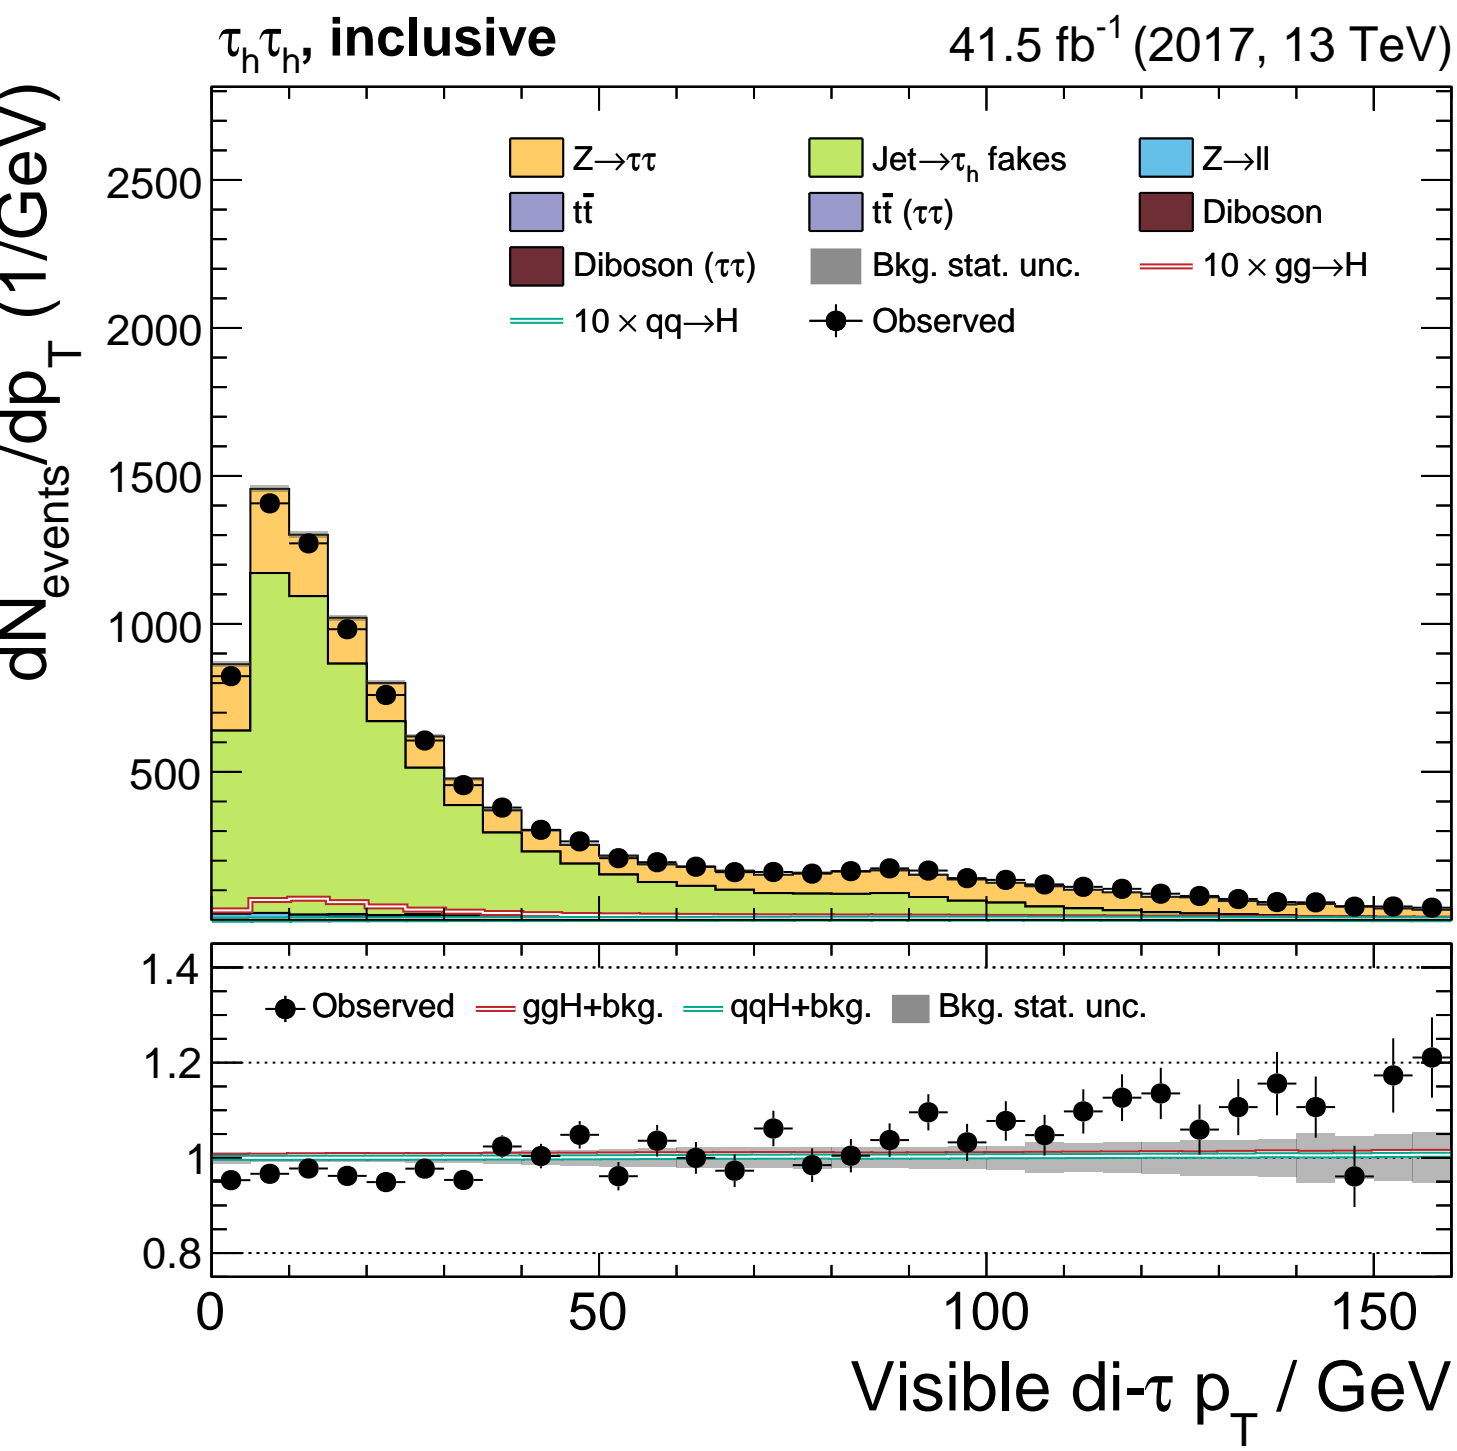 τhτh, inclusive
41.5 fb-1 (2017, 13 TeV)
dNevents/dpT (1/GeV)
2500
2000
1500
1000
500
Z→ττ
Jet→τh fakes
Z→ll
tt̄
tt̄ (ττ)
Diboson
Diboson (ττ)
Bkg. stat. unc.
10 × gg→H
10 × qq→H
Observed
1.4
1.2
1
0.8
Observed
ggH+bkg.
qqH+bkg.
Bkg. stat. unc.
0
50
100
150
Visible di-τ pT / GeV